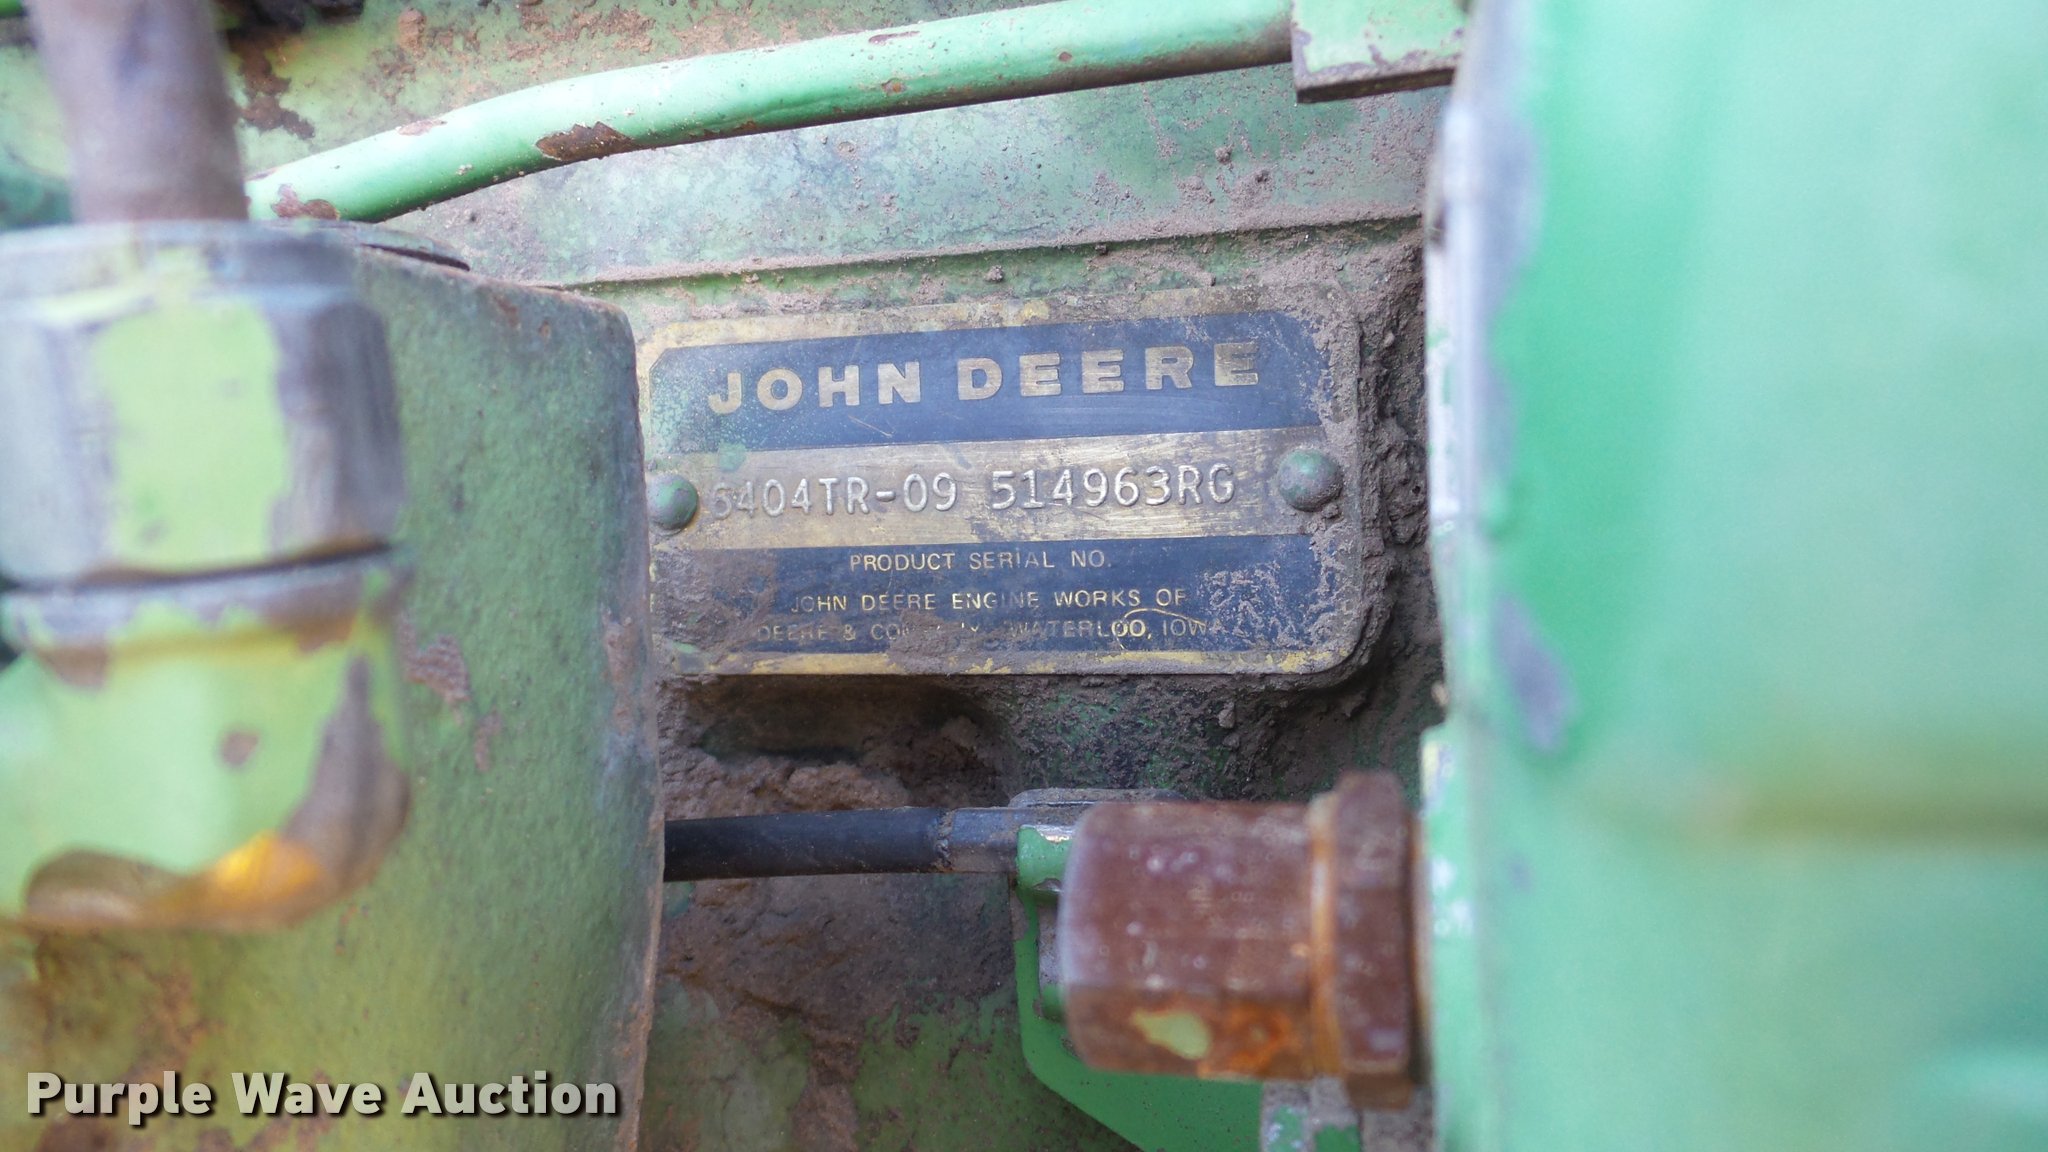 JOHN DEERE
6404TR-09 514963RG
PRODUCT SERIAL NO.
JOHN DEERE ENGINE WORKS OF
DEERE & COMPANY, WATERLOO, IOWA
Purple Wave Auction